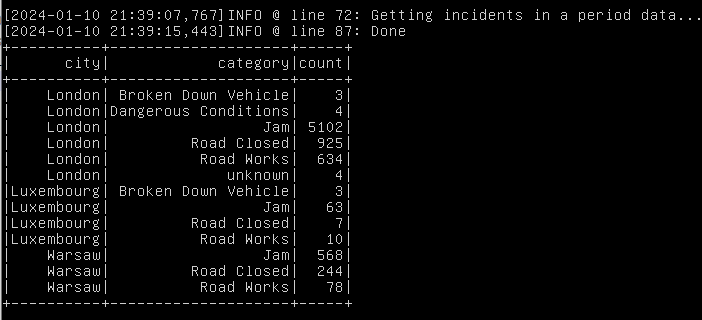 [2024-01-10 21:39:07,767]INFO @ line 72: Getting incidents in a period data...
[2024-01-10 21:39:15,443]INFO @ line 87: Done
+----------+--------------------+-----+
|      city|            category|count|
+----------+--------------------+-----+
|    London| Broken Down Vehicle|    3|
|    London|Dangerous Conditions|    4|
|    London|                 Jam| 5102|
|    London|         Road Closed|  925|
|    London|          Road Works|  634|
|    London|             unknown|    4|
|Luxembourg| Broken Down Vehicle|    3|
|Luxembourg|                 Jam|   63|
|Luxembourg|         Road Closed|    7|
|Luxembourg|          Road Works|   10|
|    Warsaw|                 Jam|  568|
|    Warsaw|         Road Closed|  244|
|    Warsaw|          Road Works|   78|
+----------+--------------------+-----+